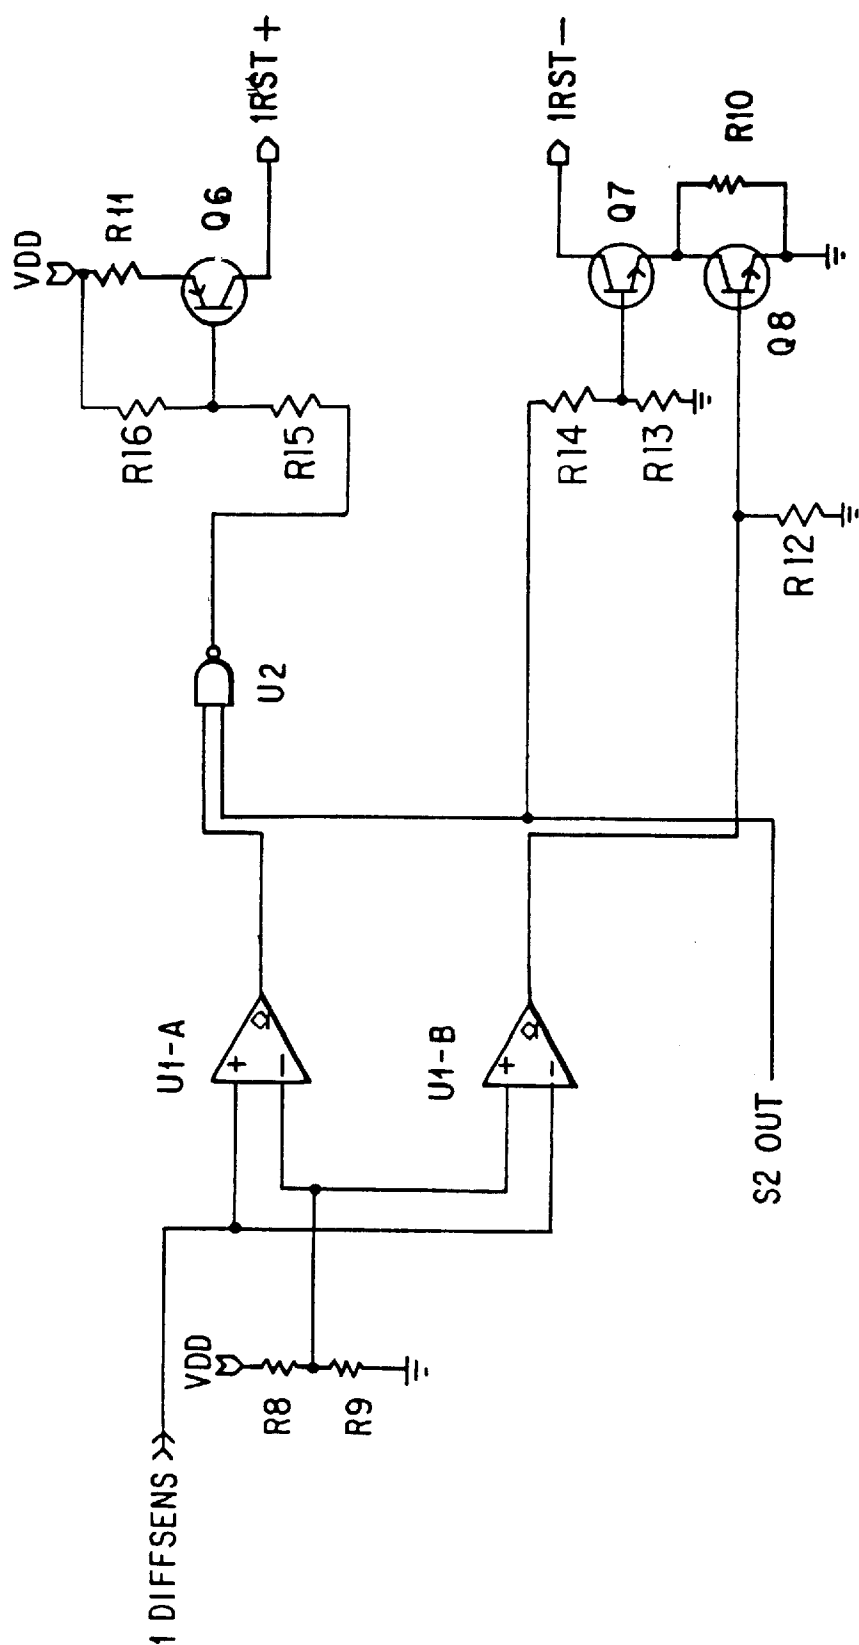 VDD
R11
Q6
1RST+
R16
R15
U2
U1-A
+
−
VDD
R8
R9
1 DIFFSENS
1RST−
Q7
R10
Q8
R14
R13
R12
U1-B
+
−
S2 OUT